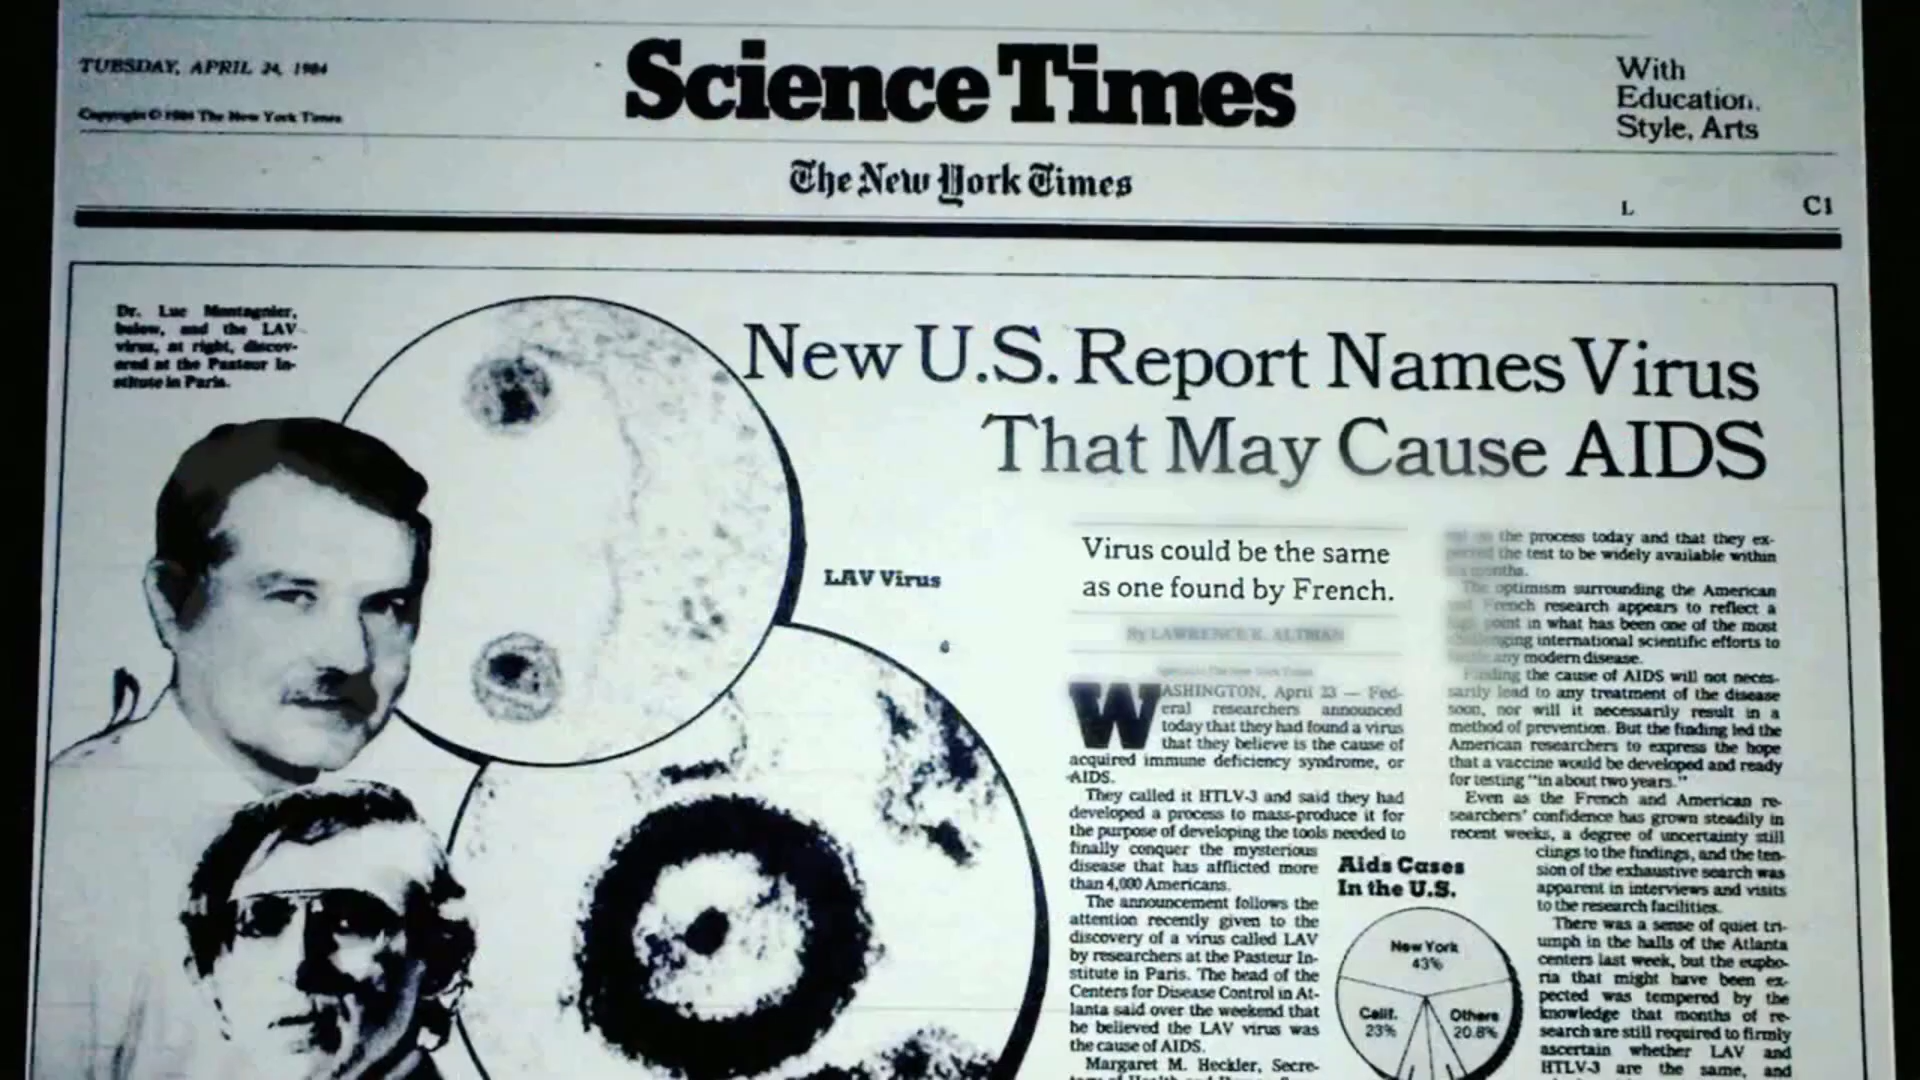 TUESDAY, APRIL 24, 1984
Copyright © 1984 The New York Times
Science Times
With
Education,
Style, Arts
The New York Times
L
C1
Dr. Luc Montagnier,
below, and the LAV
virus, at right, discov-
ered at the Pasteur In-
stitute in Paris.
New U.S. Report Names Virus
That May Cause AIDS
LAV Virus
Virus could be the same
as one found by French.
By LAWRENCE K. ALTMAN
WASHINGTON, April 23 — Fed-
eral researchers announced
today that they had found a virus
that they believe is the cause of
acquired immune deficiency syndrome, or
AIDS.
They called it HTLV-3 and said they had
developed a process to mass-produce it for
the purpose of developing the tools needed to
finally conquer the mysterious
disease that has afflicted more
than 4,000 Americans.
The announcement follows the
attention recently given to the
discovery of a virus called LAV
by researchers at the Pasteur In-
stitute in Paris. The head of the
Centers for Disease Control in At-
lanta said over the weekend that
he believed the LAV virus was
the cause of AIDS.
Margaret M. Heckler, Secre-
the process today and that they ex-
the test to be widely available within
months.
The optimism surrounding the American
French research appears to reflect a
point in what has been one of the most
international scientific efforts to
any modern disease.
Finding the cause of AIDS will not neces-
sarily lead to any treatment of the disease
soon, nor will it necessarily result in a
method of prevention. But the finding led the
American researchers to express the hope
that a vaccine would be developed and ready
for testing "in about two years."
Even as the French and American re-
searchers' confidence has grown steadily in
recent weeks, a degree of uncertainty still
clings to the findings, and the ten-
sion of the exhaustive search was
apparent in interviews and visits
to the research facilities.
There was a sense of quiet tri-
umph in the halls of the Atlanta
centers last week, but the eupho-
ria that might have been ex-
pected was tempered by the
knowledge that months of re-
search are still required to firmly
ascertain whether LAV and
HTLV-3 are the same, and
Aids Cases
In the U.S.
New York
43%
Calif.
23%
Others
20.8%